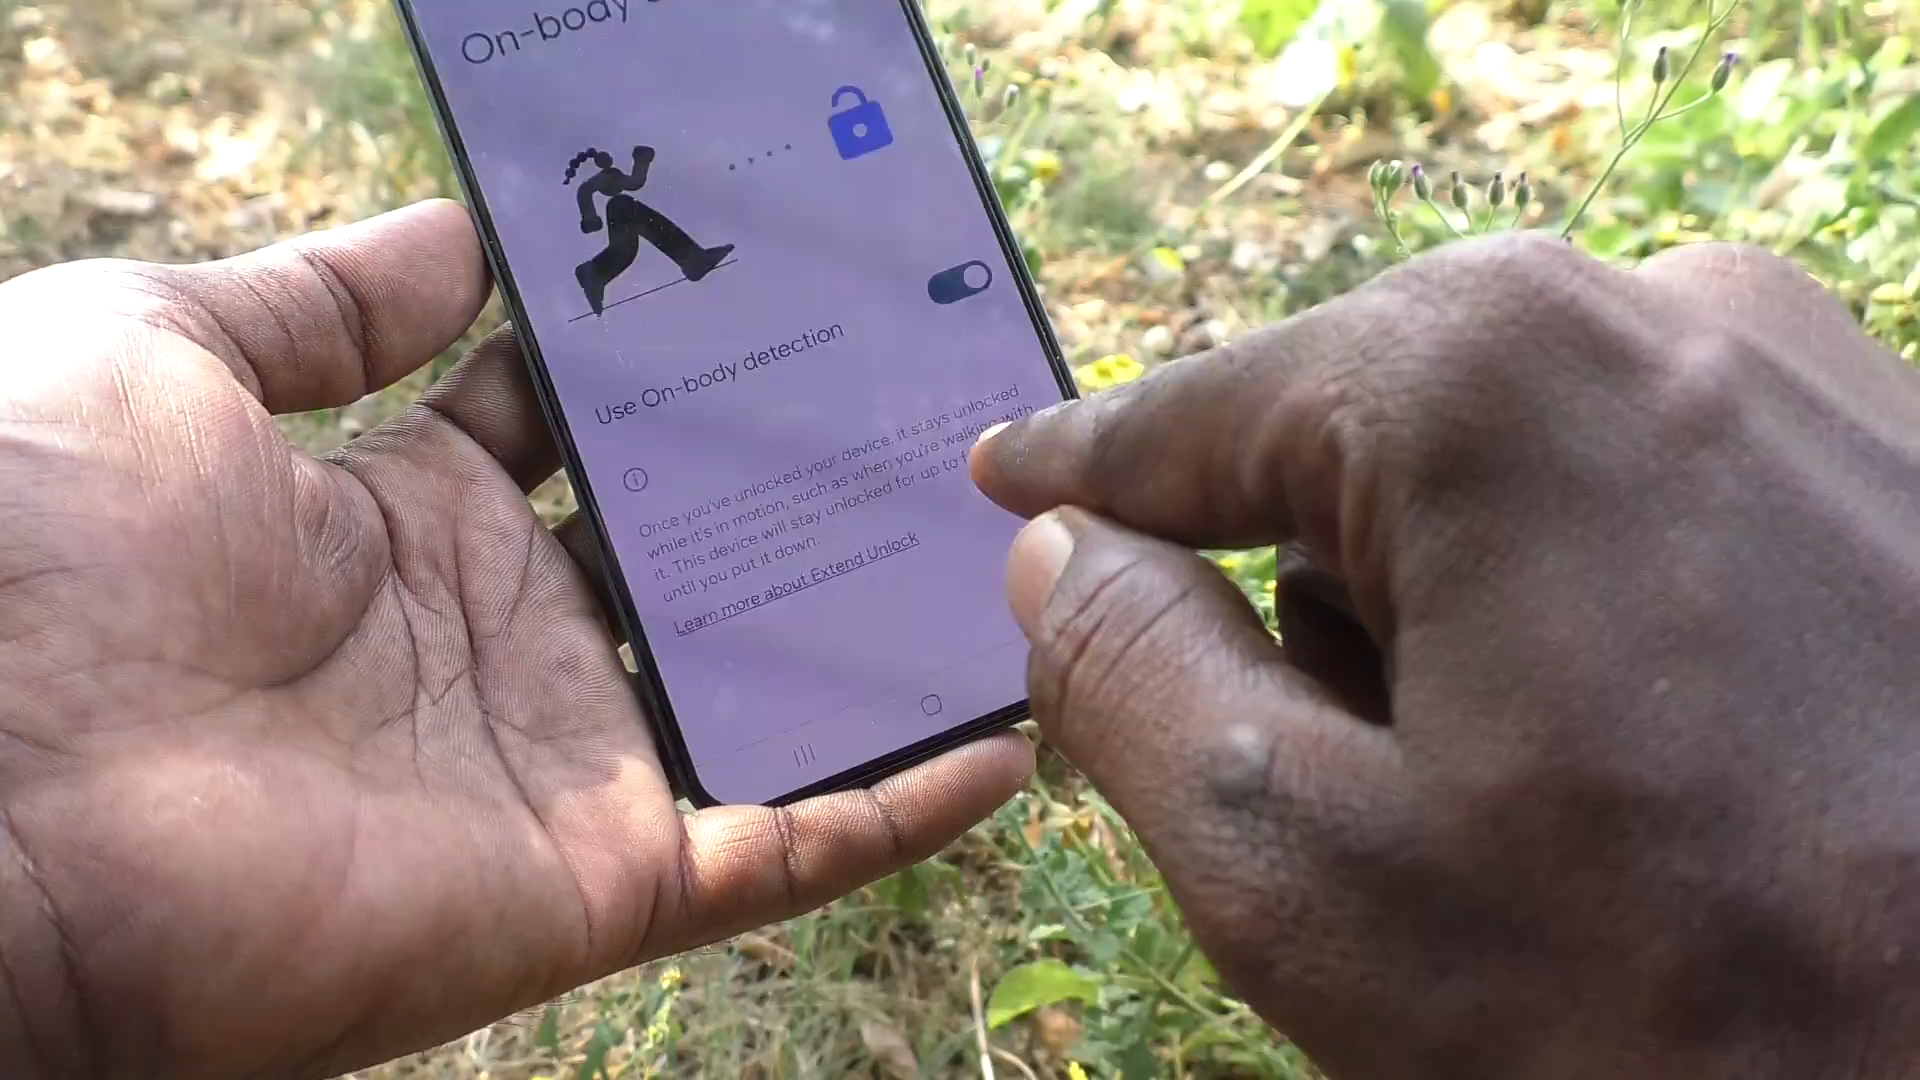 On-body
Use On-body detection
Once you've unlocked your device, it stays unlocked
while it's in motion, such as when you're walking with
it. This device will stay unlocked for up to
until you put it down.
Learn more about Extend Unlock